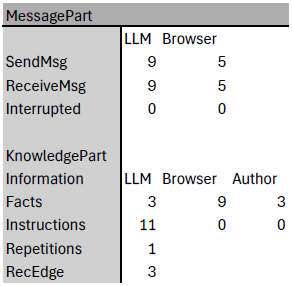 MessagePart
LLM Browser
SendMsg 9 5
ReceiveMsg 9 5
Interrupted 0 0
KnowledgePart
Information LLM Browser Author
Facts 3 9 3
Instructions 11 0 0
Repetitions 1
RecEdge 3